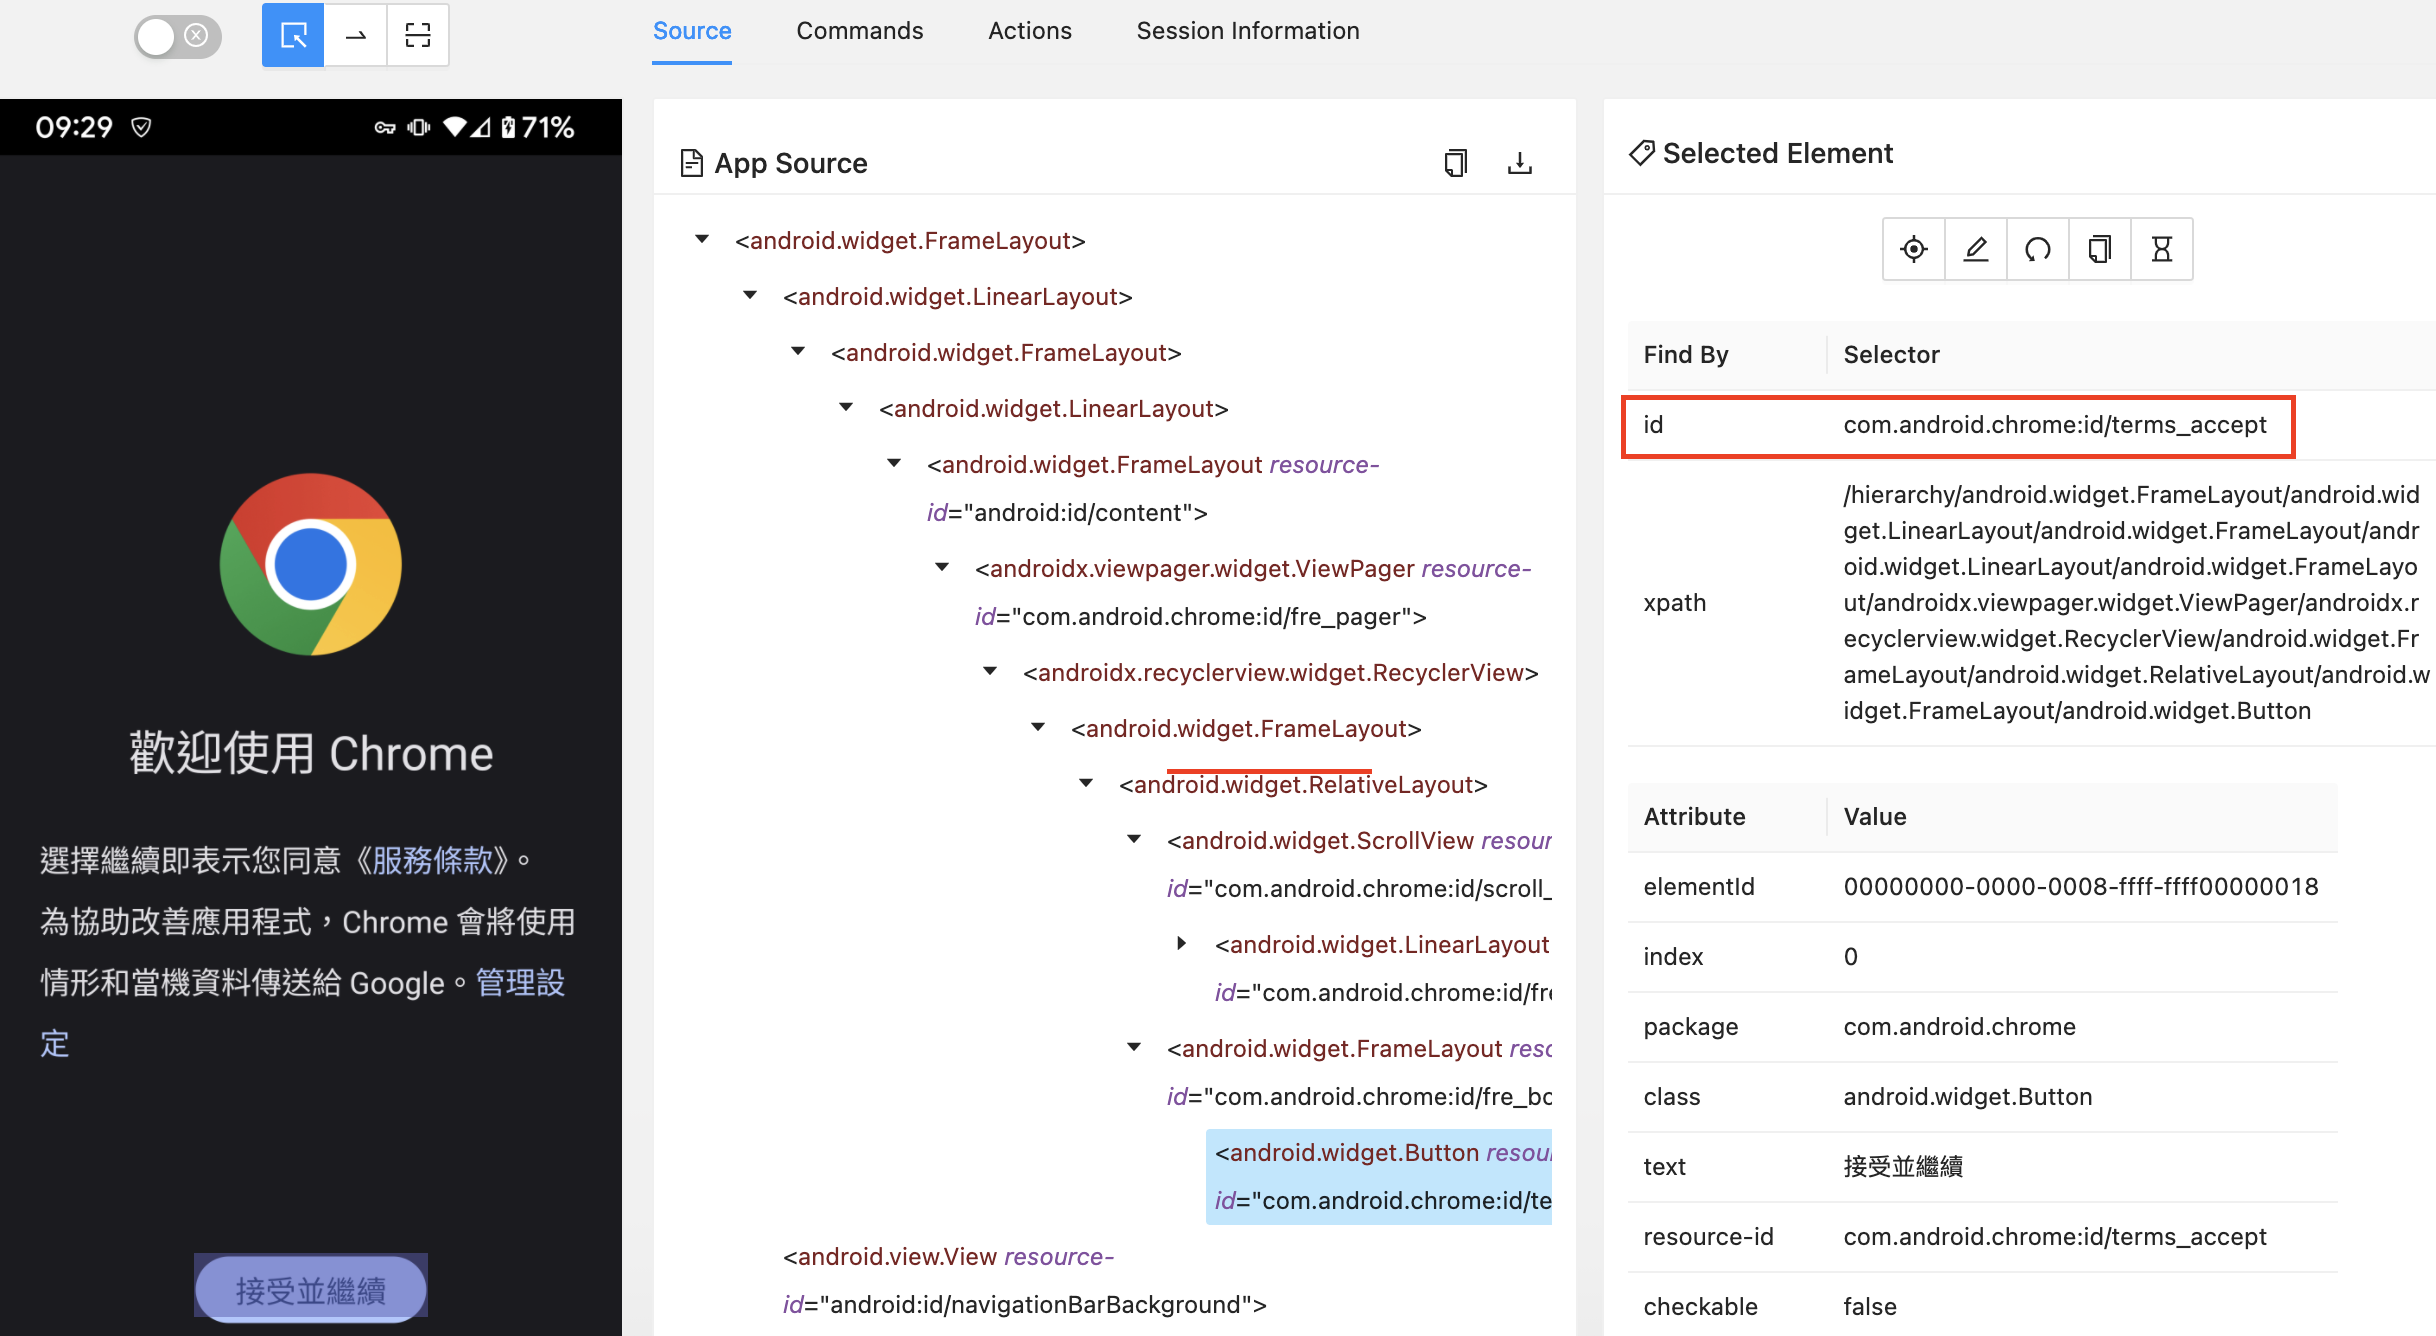 Source Commands Actions Session Information
09:29 71%
歡迎使用 Chrome
選擇繼續即表示您同意《服務條款》。
為協助改善應用程式，Chrome 會將使用
情形和當機資料傳送給 Google。管理設
定
接受並繼續
App Source
<android.widget.FrameLayout>
<android.widget.LinearLayout>
<android.widget.FrameLayout>
<android.widget.LinearLayout>
<android.widget.FrameLayout resource-
id="android:id/content">
<androidx.viewpager.widget.ViewPager resource-
id="com.android.chrome:id/fre_pager">
<androidx.recyclerview.widget.RecyclerView>
<android.widget.FrameLayout>
<android.widget.RelativeLayout>
<android.widget.ScrollView resour
id="com.android.chrome:id/scroll_
<android.widget.LinearLayout
id="com.android.chrome:id/fre
<android.widget.FrameLayout reso
id="com.android.chrome:id/fre_bo
<android.widget.Button resou
id="com.android.chrome:id/te
<android.view.View resource-
id="android:id/navigationBarBackground">
Selected Element
Find By Selector
id com.android.chrome:id/terms_accept
xpath
/hierarchy/android.widget.FrameLayout/android.wid
get.LinearLayout/android.widget.FrameLayout/andr
oid.widget.LinearLayout/android.widget.FrameLayo
ut/androidx.viewpager.widget.ViewPager/androidx.r
ecyclerview.widget.RecyclerView/android.widget.Fr
ameLayout/android.widget.RelativeLayout/android.w
idget.FrameLayout/android.widget.Button
Attribute Value
elementId 00000000-0000-0008-ffff-ffff00000018
index 0
package com.android.chrome
class android.widget.Button
text 接受並繼續
resource-id com.android.chrome:id/terms_accept
checkable false